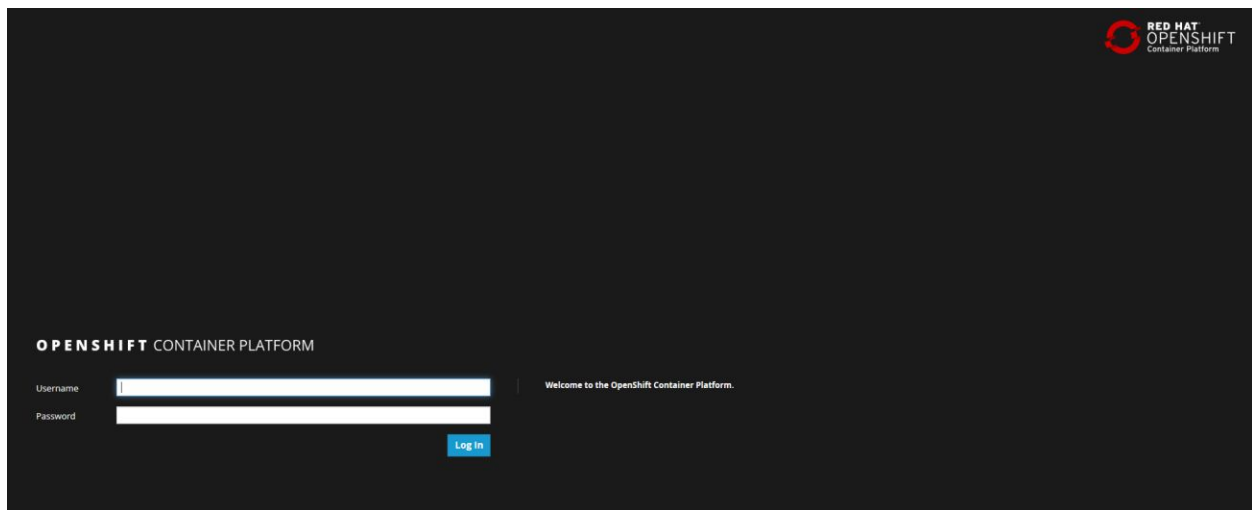 RED HAT
OPENSHIFT
Container Platform
OPENSHIFT CONTAINER PLATFORM
Username
Welcome to the OpenShift Container Platform.
Password
Log In